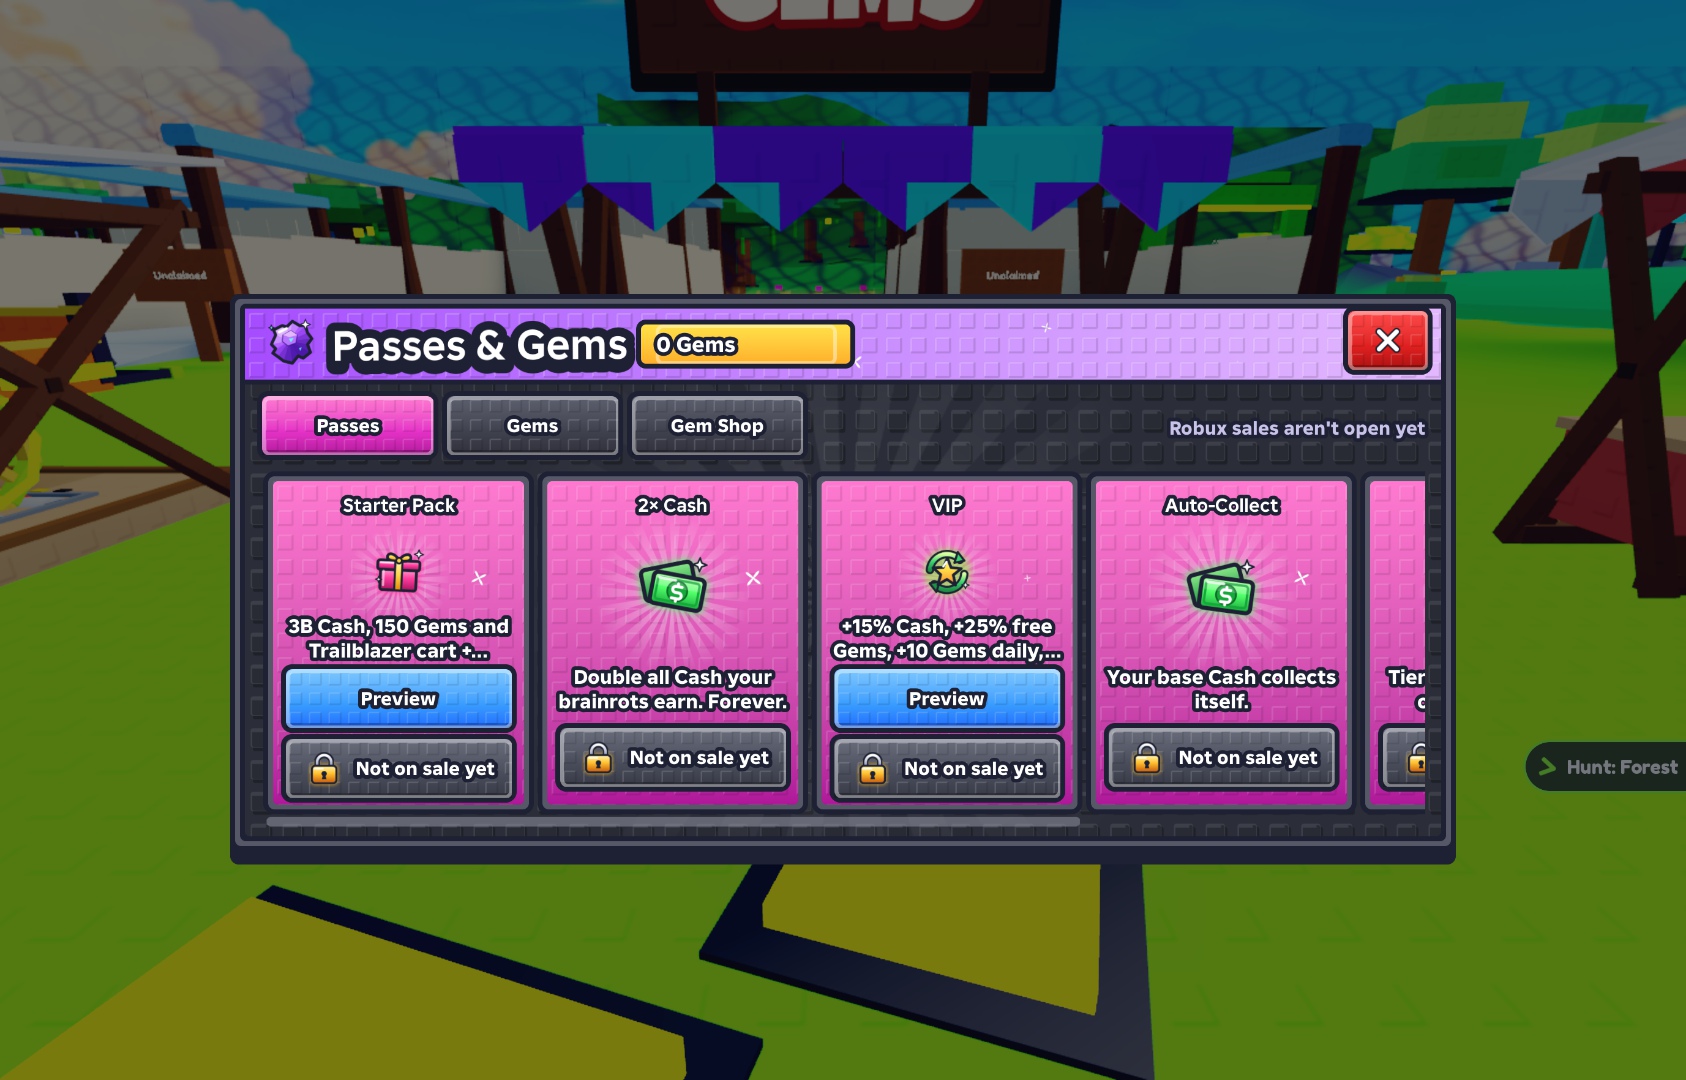 GEMS
Unclaimed
Unclaimed
Passes & Gems
0 Gems
Passes
Gems
Gem Shop
Robux sales aren't open yet
Starter Pack
3B Cash, 150 Gems and
Trailblazer cart +...
Preview
Not on sale yet
2× Cash
Double all Cash your
brainrots earn. Forever.
Not on sale yet
VIP
+15% Cash, +25% free
Gems, +10 Gems daily,...
Preview
Not on sale yet
Auto-Collect
Your base Cash collects
itself.
Not on sale yet
Tier
Hunt: Forest